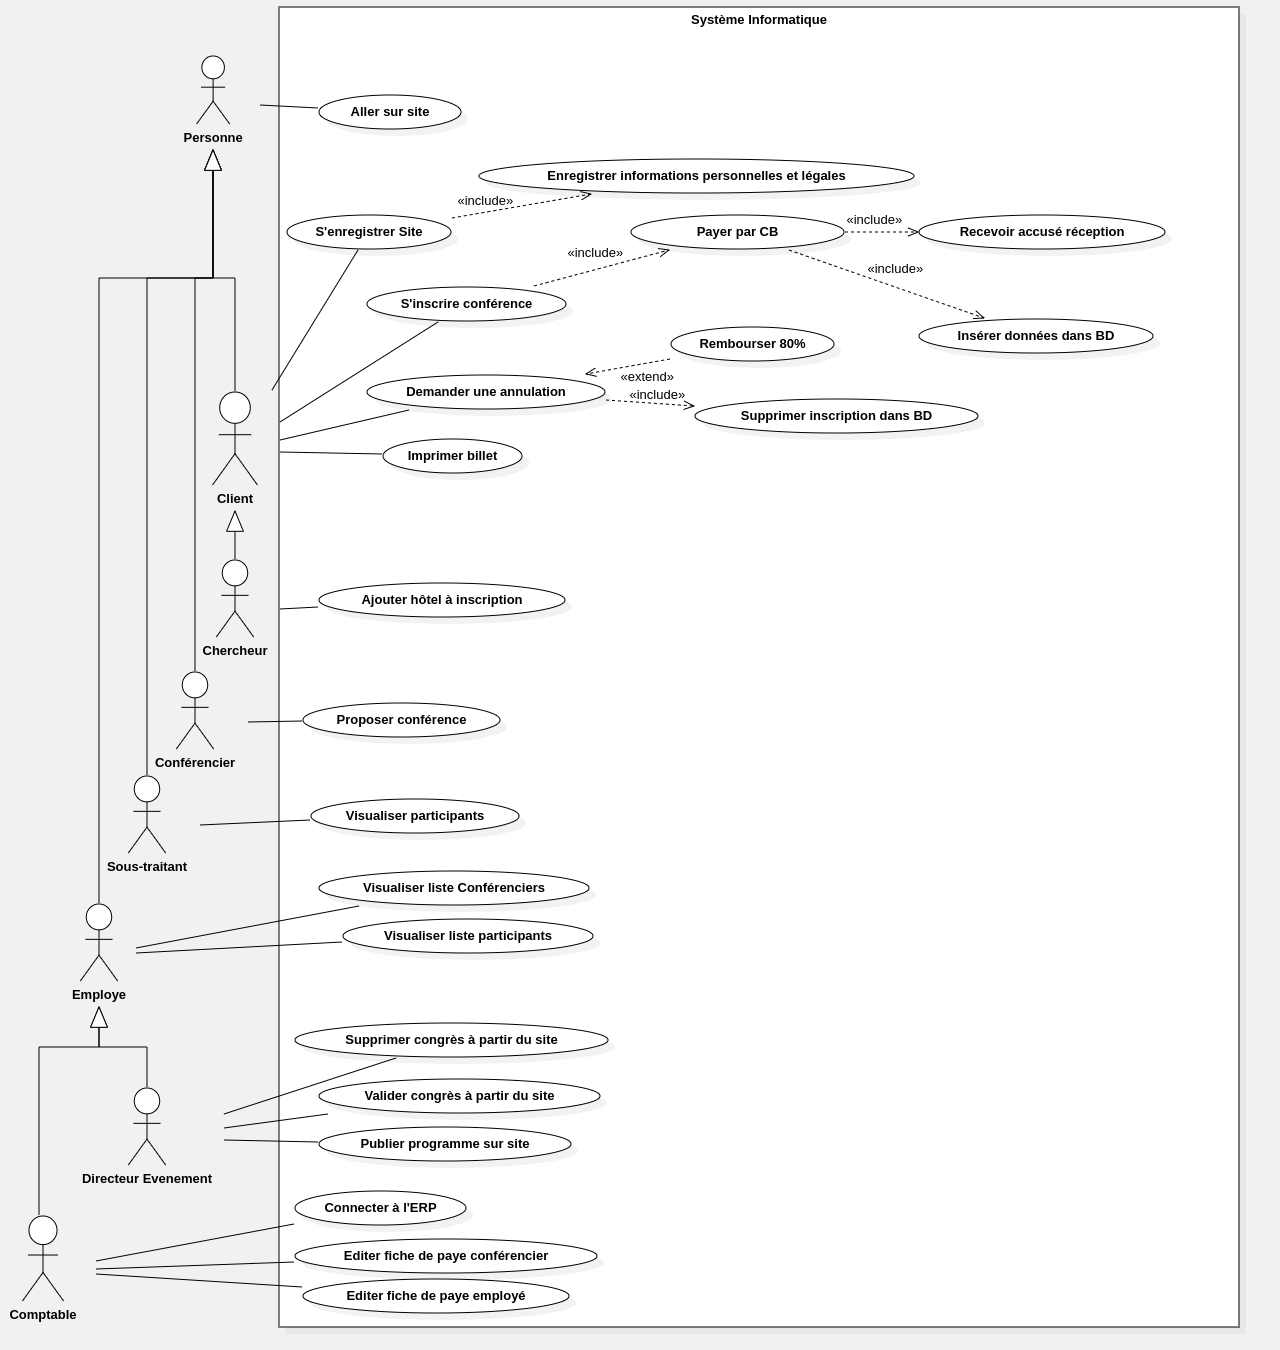 Système Informatique
Personne
Aller sur site
Enregistrer informations personnelles et légales
«include»
S'enregistrer Site
Payer par CB
«include»
Recevoir accusé réception
«include»
«include»
S'inscrire conférence
Insérer données dans BD
Rembourser 80%
«extend»
Demander une annulation
«include»
Supprimer inscription dans BD
Imprimer billet
Client
Ajouter hôtel à inscription
Chercheur
Proposer conférence
Conférencier
Visualiser participants
Sous-traitant
Visualiser liste Conférenciers
Visualiser liste participants
Employe
Supprimer congrès à partir du site
Valider congrès à partir du site
Publier programme sur site
Directeur Evenement
Connecter à l'ERP
Editer fiche de paye conférencier
Editer fiche de paye employé
Comptable